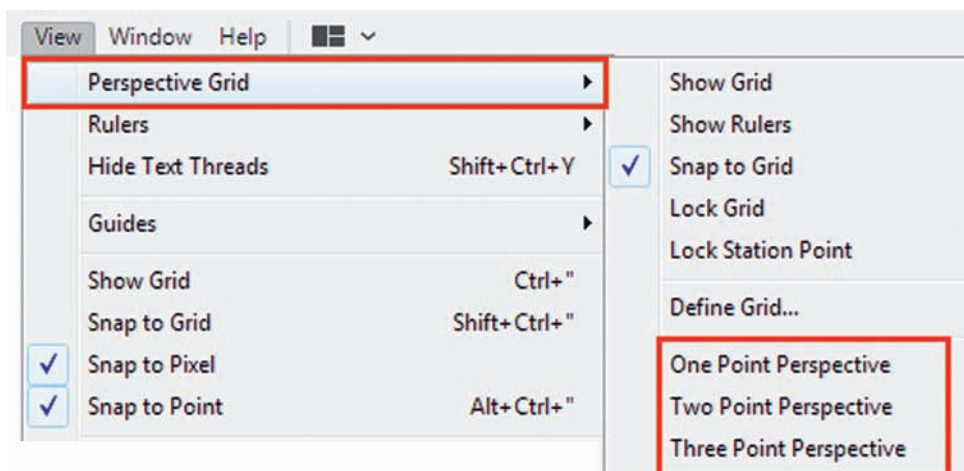 View Window Help
Perspective Grid
Rulers
Hide Text Threads Shift+Ctrl+Y
Guides
Show Grid Ctrl+"
Snap to Grid Shift+Ctrl+"
Snap to Pixel
Snap to Point Alt+Ctrl+"
Show Grid
Show Rulers
Snap to Grid
Lock Grid
Lock Station Point
Define Grid...
One Point Perspective
Two Point Perspective
Three Point Perspective